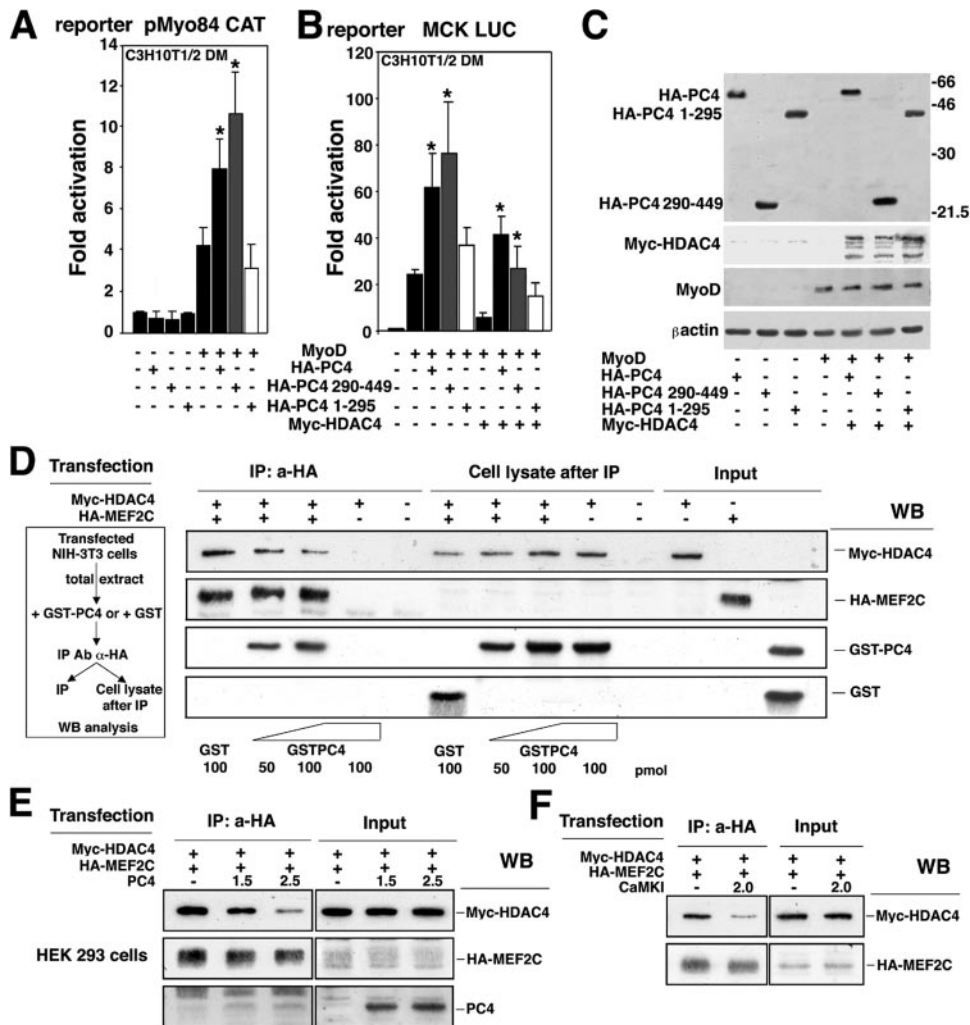 A reporter pMyo84 CAT
C3H10T1/2 DM
Fold activation
14
12
10
8
6
4
2
0
* *
- - - - + + + +
- + - - - + - -
- - + - - - + -
- - - + - - - +
B reporter MCK LUC
C3H10T1/2 DM
Fold activation
120
100
80
60
40
20
0
* * * *
MyoD - + + + + + + + +
HA-PC4 - - + - - - + - -
HA-PC4 290-449 - - - + - - - + -
HA-PC4 1-295 - - - - + - - - +
Myc-HDAC4 - - - - - + + + +
C
HA-PC4
HA-PC4 1-295
HA-PC4 290-449
-66
-46
-30
-21.5
Myc-HDAC4
MyoD
βactin
MyoD - - - + + + +
HA-PC4 + - - - + - -
HA-PC4 290-449 - + - - - + -
HA-PC4 1-295 - - + - - - +
Myc-HDAC4 - - - - + + +
D Transfection IP: a-HA Cell lysate after IP Input
Myc-HDAC4 + + + + - + + + + - + -
HA-MEF2C + + + - - + + + - - - +
WB
Transfected
NIH-3T3 cells
total extract
+ GST-PC4 or + GST
IP Ab α-HA
IP Cell lysate
after IP
WB analysis
Myc-HDAC4
HA-MEF2C
GST-PC4
GST
GST GSTPC4 GST GSTPC4
100 50 100 100 100 50 100 100 pmol
E Transfection IP: a-HA Input
Myc-HDAC4 + + + + + +
HA-MEF2C + + + + + +
PC4 - 1.5 2.5 - 1.5 2.5
WB
HEK 293 cells
-Myc-HDAC4
-HA-MEF2C
-PC4
F Transfection IP: a-HA Input
Myc-HDAC4 + + + +
HA-MEF2C + + + +
CaMKI - 2.0 - 2.0
WB
-Myc-HDAC4
-HA-MEF2C